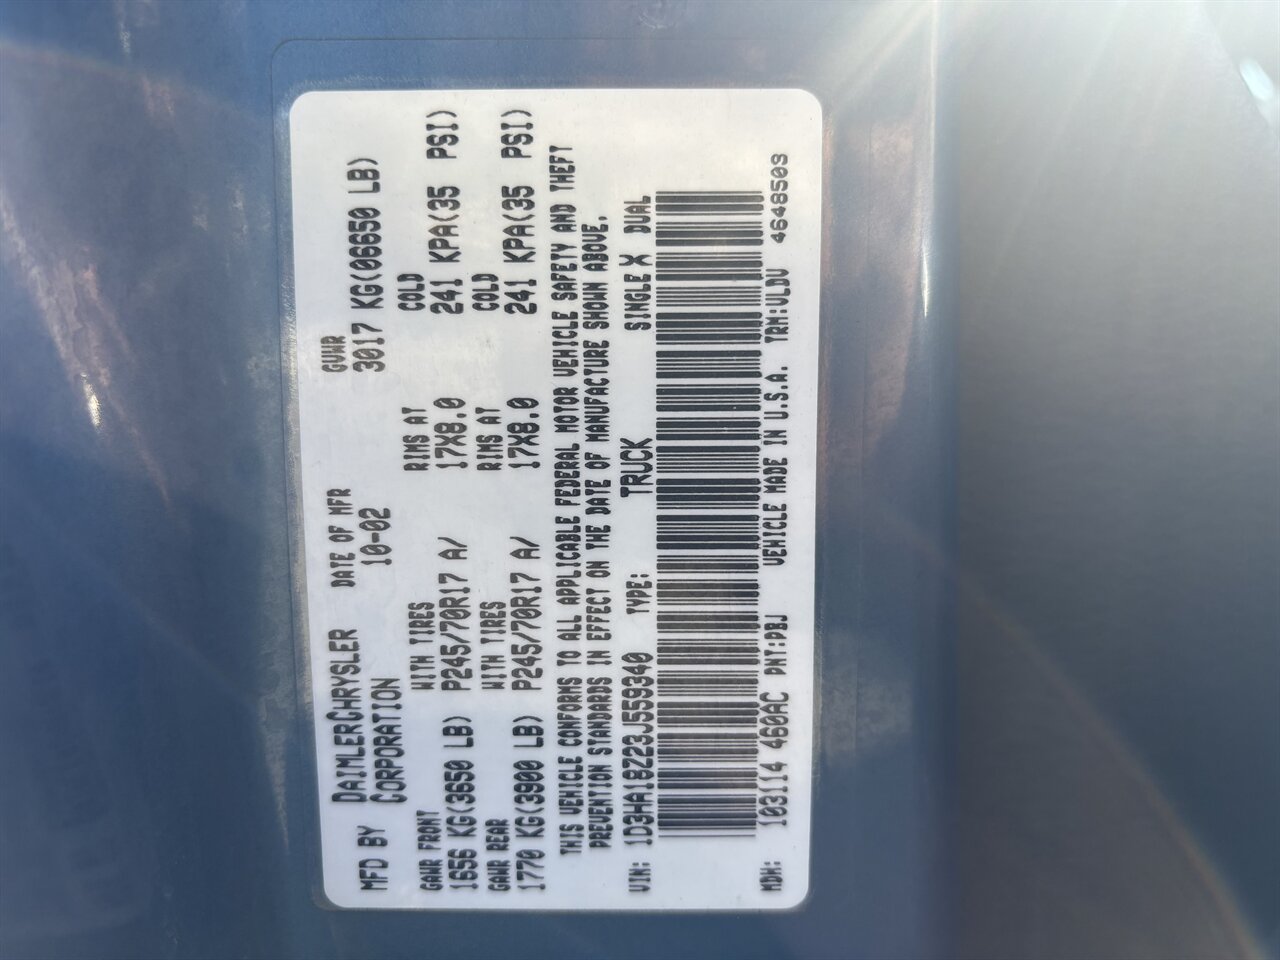 MFD BY DAIMLERCHRYSLER CORPORATION DATE OF MFR 10-02 GVWR 3017 KG(06650 LB)
GAWR FRONT WITH TIRES RIMS AT COLD
1656 KG(3650 LB) P245/70R17 A/ 17X8.0 241 KPA(35 PSI)
GAWR REAR WITH TIRES RIMS AT COLD
1770 KG(3900 LB) P245/70R17 A/ 17X8.0 241 KPA(35 PSI)
THIS VEHICLE CONFORMS TO ALL APPLICABLE FEDERAL MOTOR VEHICLE SAFETY AND THEFT
PREVENTION STANDARDS IN EFFECT ON THE DATE OF MANUFACTURE SHOWN ABOVE.
VIN: 1D3HA18Z23J559340 TYPE: TRUCK SINGLE X DUAL
MDH: 103114 460AC PNT:PBJ VEHICLE MADE IN U.S.A. TRM:VLDV 4648503